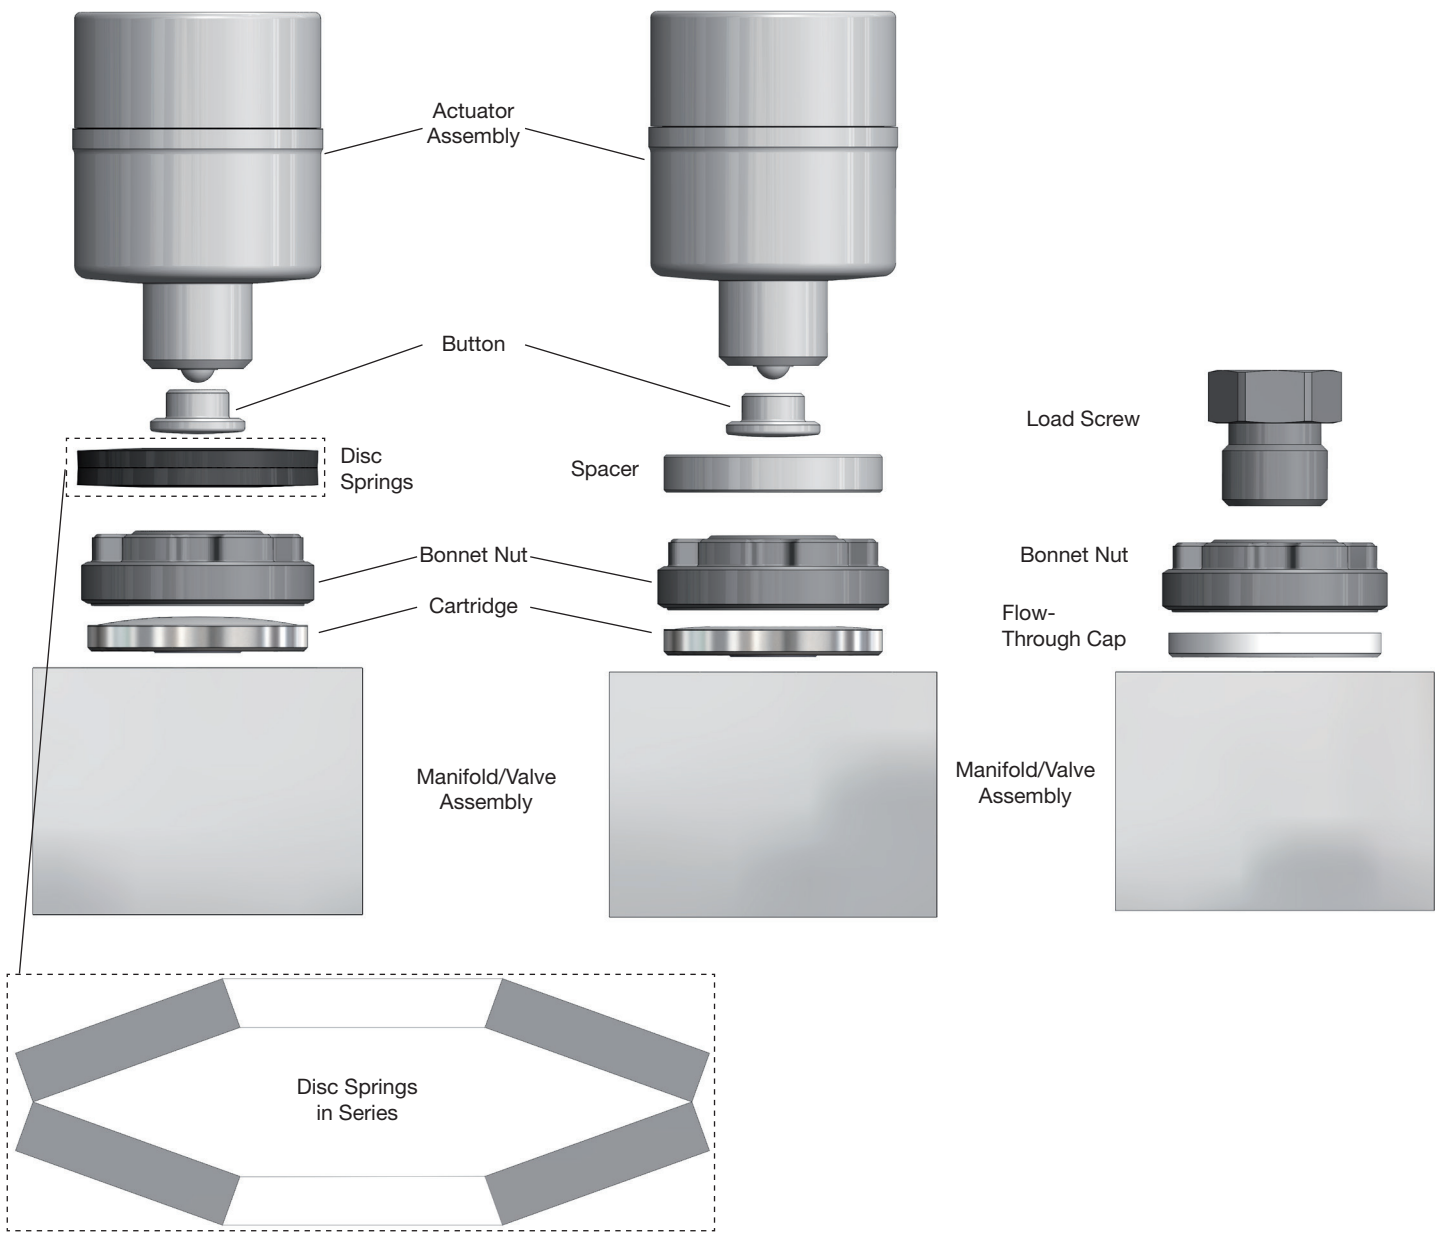 Actuator
Assembly
Button
Load Screw
Disc
Springs
Spacer
Bonnet Nut
Bonnet Nut
Cartridge
Flow-
Through Cap
Manifold/Valve
Assembly
Manifold/Valve
Assembly
Disc Springs
in Series